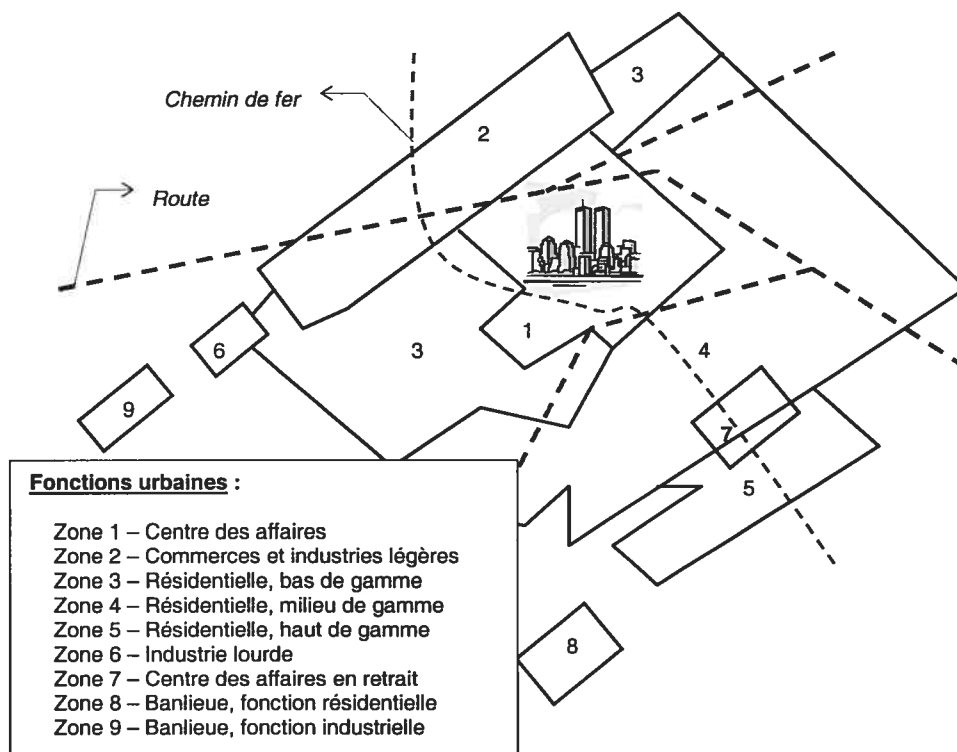 3
Chemin de fer
2
Route
1
3
4
6
9
7
5
Fonctions urbaines :
Zone 1 – Centre des affaires
Zone 2 – Commerces et industries légères
Zone 3 – Résidentielle, bas de gamme
Zone 4 – Résidentielle, milieu de gamme
Zone 5 – Résidentielle, haut de gamme
Zone 6 – Industrie lourde
Zone 7 – Centre des affaires en retrait
Zone 8 – Banlieue, fonction résidentielle
Zone 9 – Banlieue, fonction industrielle
8